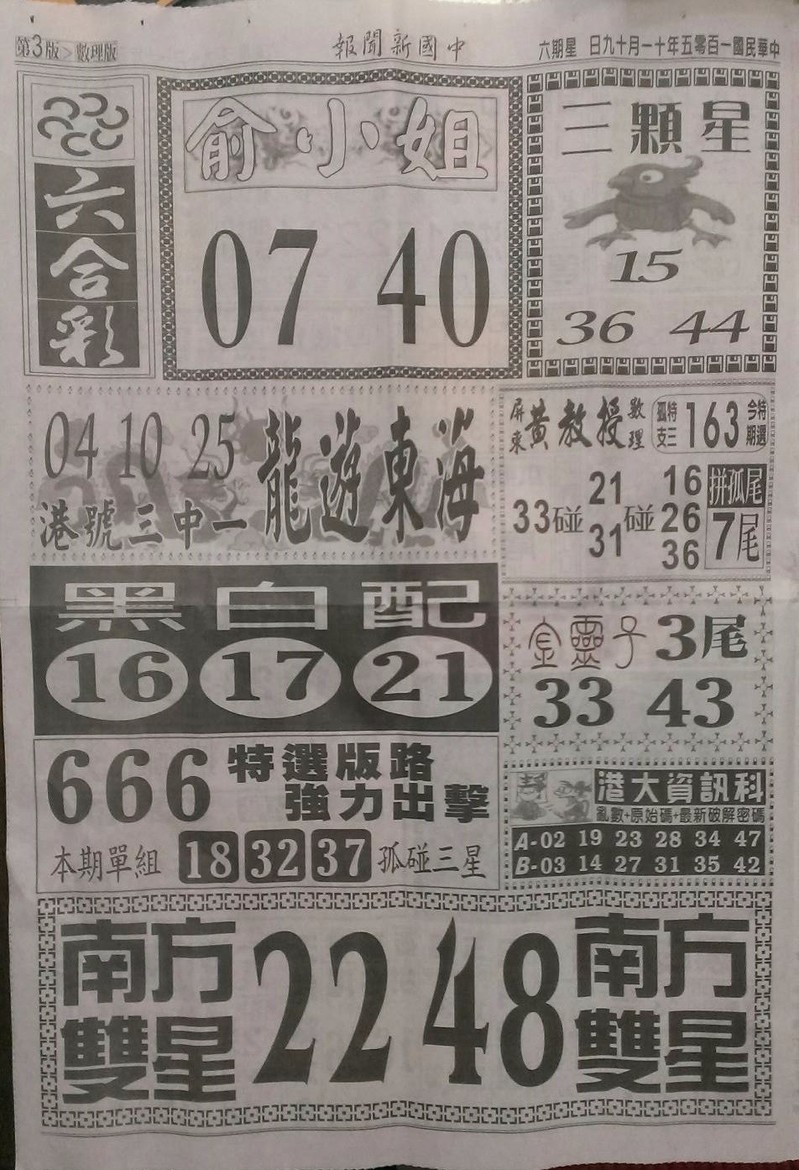 第3版＞數理版
中國新聞報
中華民國一百零五年十一月十九日 星期六
六合彩
俞小姐
07 40
三顆星
15
36 44
04 10 25
港號三中一
龍遊東海
屏東黃教授數理
孤支特三 163 今期特選
33碰21 31碰16 26 36
拼孤尾
7尾
黑白配
16 17 21
金靈子 3尾
33 43
666 特選版路
強力出擊
本期單組 18 32 37 孤碰三星
港大資訊科
亂數+原始碼+最新破解密碼
A-02 19 23 28 34 47
B-03 14 27 31 35 42
南方雙星
22 48
南方雙星